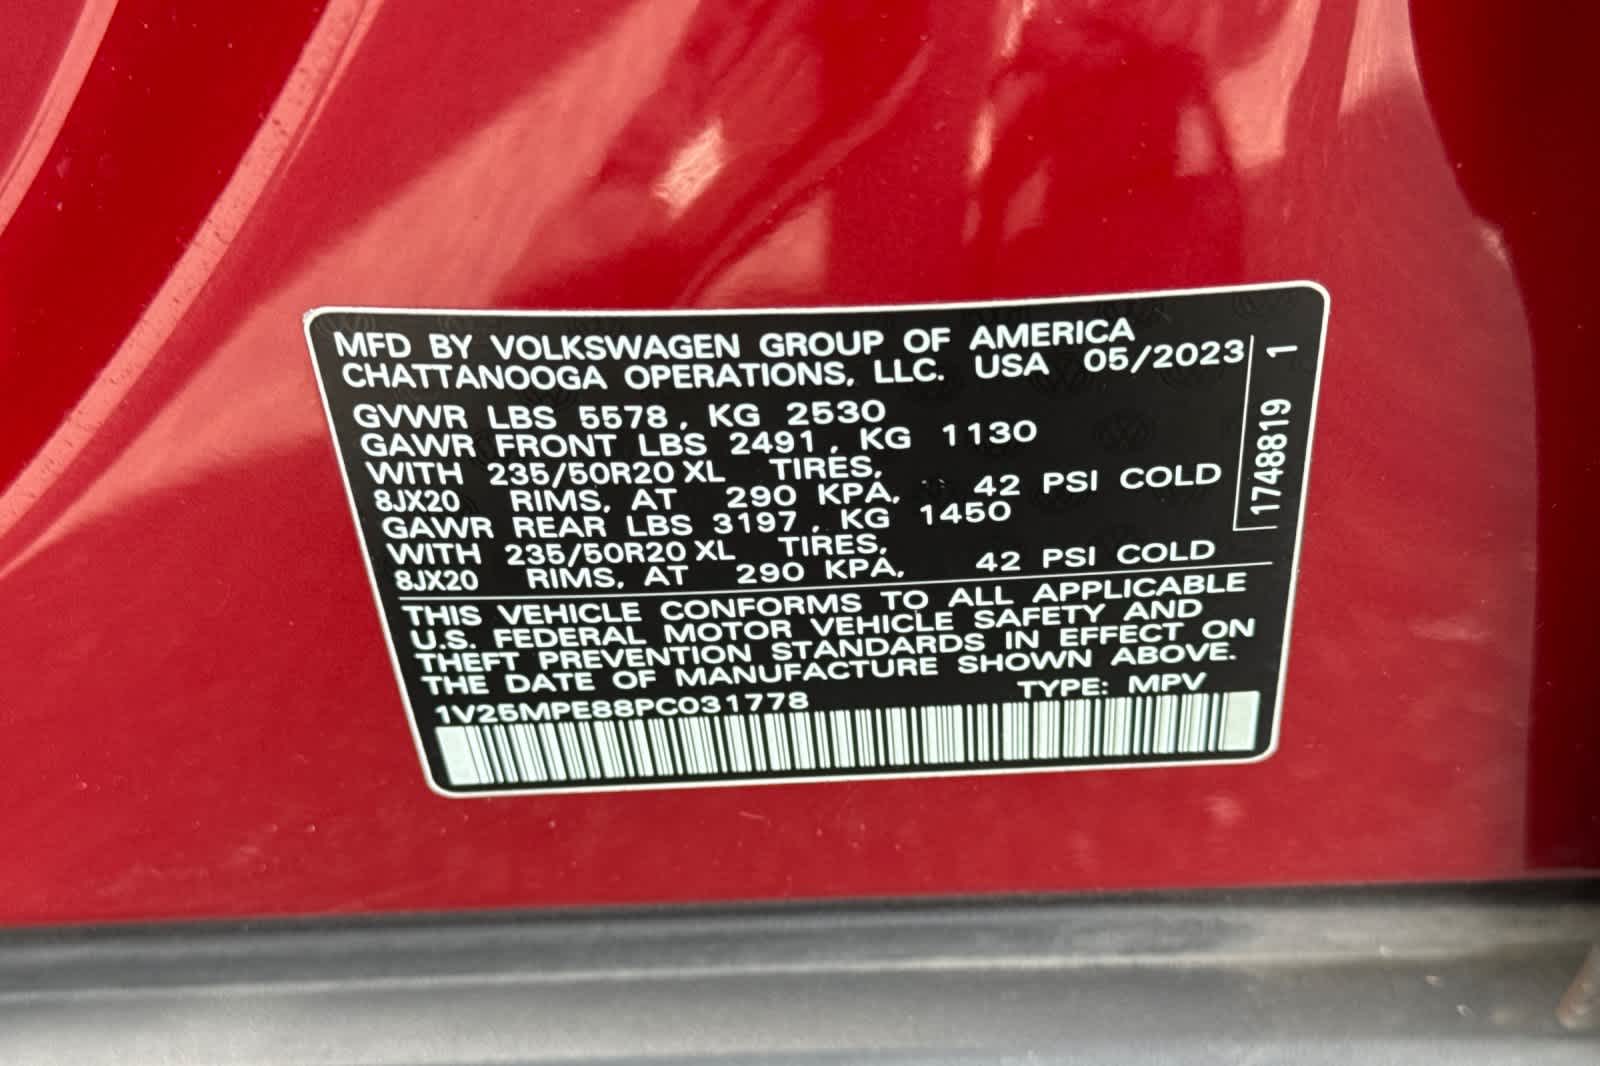 MFD BY VOLKSWAGEN GROUP OF AMERICA
CHATTANOOGA OPERATIONS, LLC. USA 05/2023
GVWR LBS 5578, KG 2530
GAWR FRONT LBS 2491, KG 1130
WITH 235/50R20 XL TIRES,
8JX20 RIMS, AT 290 KPA, 42 PSI COLD
GAWR REAR LBS 3197, KG 1450
WITH 235/50R20 XL TIRES,
8JX20 RIMS, AT 290 KPA, 42 PSI COLD
THIS VEHICLE CONFORMS TO ALL APPLICABLE
U.S. FEDERAL MOTOR VEHICLE SAFETY AND
THEFT PREVENTION STANDARDS IN EFFECT ON
THE DATE OF MANUFACTURE SHOWN ABOVE.
TYPE: MPV
1V25MPE88PC031778
1748819 1